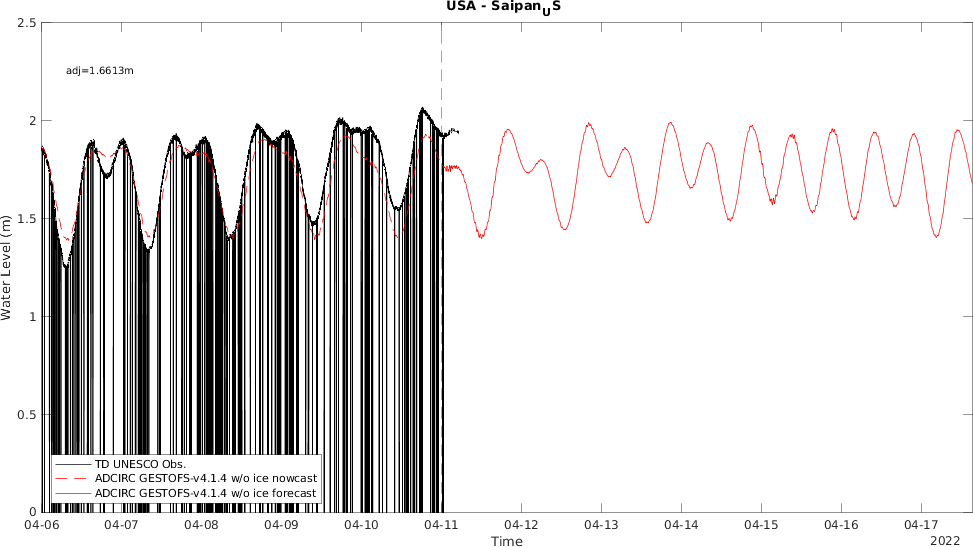 USA - Saipan_US
2.5
adj=1.6613m
2
1.5
Water Level (m)
1
0.5
TD UNESCO Obs.
ADCIRC GESTOFS-v4.1.4 w/o ice nowcast
ADCIRC GESTOFS-v4.1.4 w/o ice forecast
0
04-06 04-07 04-08 04-09 04-10 04-11 04-12 04-13 04-14 04-15 04-16 04-17
Time
2022